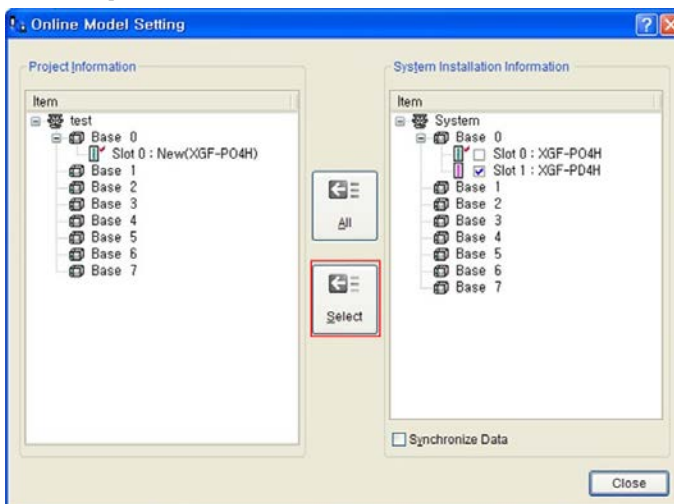 Online Model Setting
Project Information
Item
test
Base 0
Slot 0 : New(XGF-PO4H)
Base 1
Base 2
Base 3
Base 4
Base 5
Base 6
Base 7
All
Select
System Installation Information
Item
System
Base 0
Slot 0 : XGF-PO4H
Slot 1 : XGF-PD4H
Base 1
Base 2
Base 3
Base 4
Base 5
Base 6
Base 7
Synchronize Data
Close